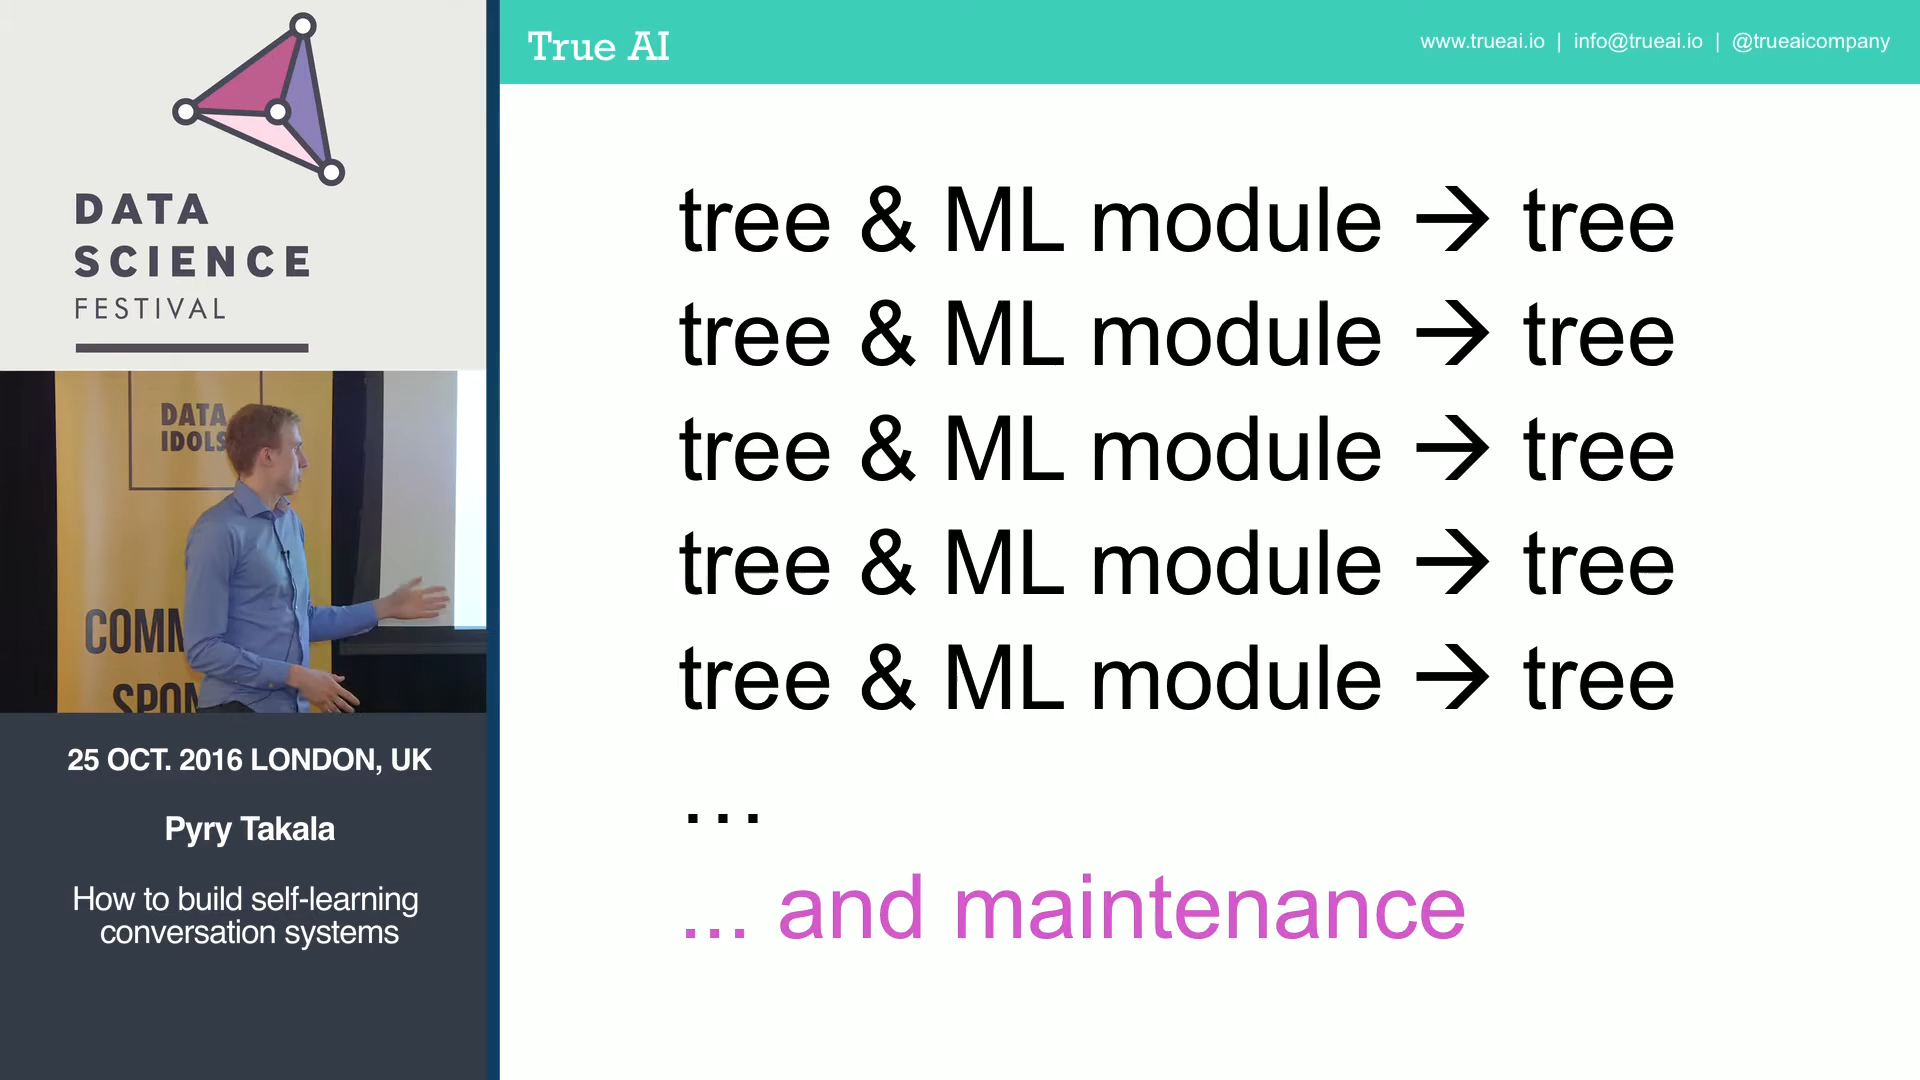 DATA
SCIENCE
FESTIVAL
DATA
IDOLS
COMM
SPON
25 OCT. 2016 LONDON, UK
Pyry Takala
How to build self-learning
conversation systems
True AI
www.trueai.io | info@trueai.io | @trueaicompany
tree & ML module → tree
tree & ML module → tree
tree & ML module → tree
tree & ML module → tree
tree & ML module → tree
...
... and maintenance